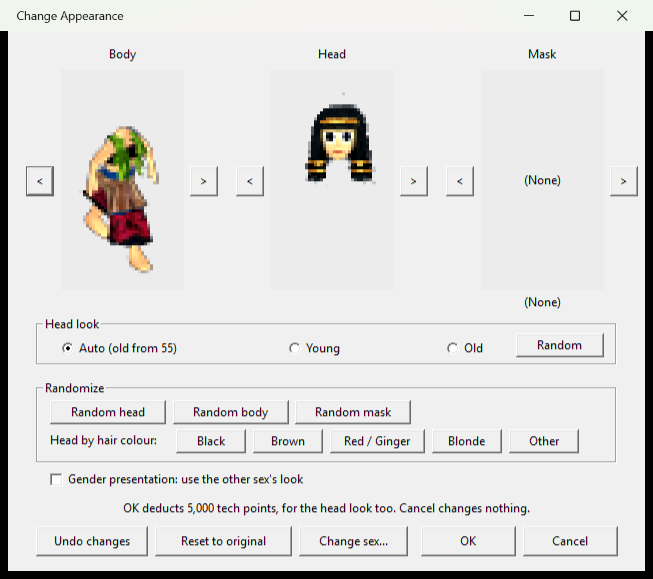 Change Appearance
Body Head Mask
< > < > < (None) >
(None)
Head look
Auto (old from 55) Young Old Random
Randomize
Random head Random body Random mask
Head by hair colour: Black Brown Red / Ginger Blonde Other
Gender presentation: use the other sex's look
OK deducts 5,000 tech points, for the head look too. Cancel changes nothing.
Undo changes Reset to original Change sex... OK Cancel